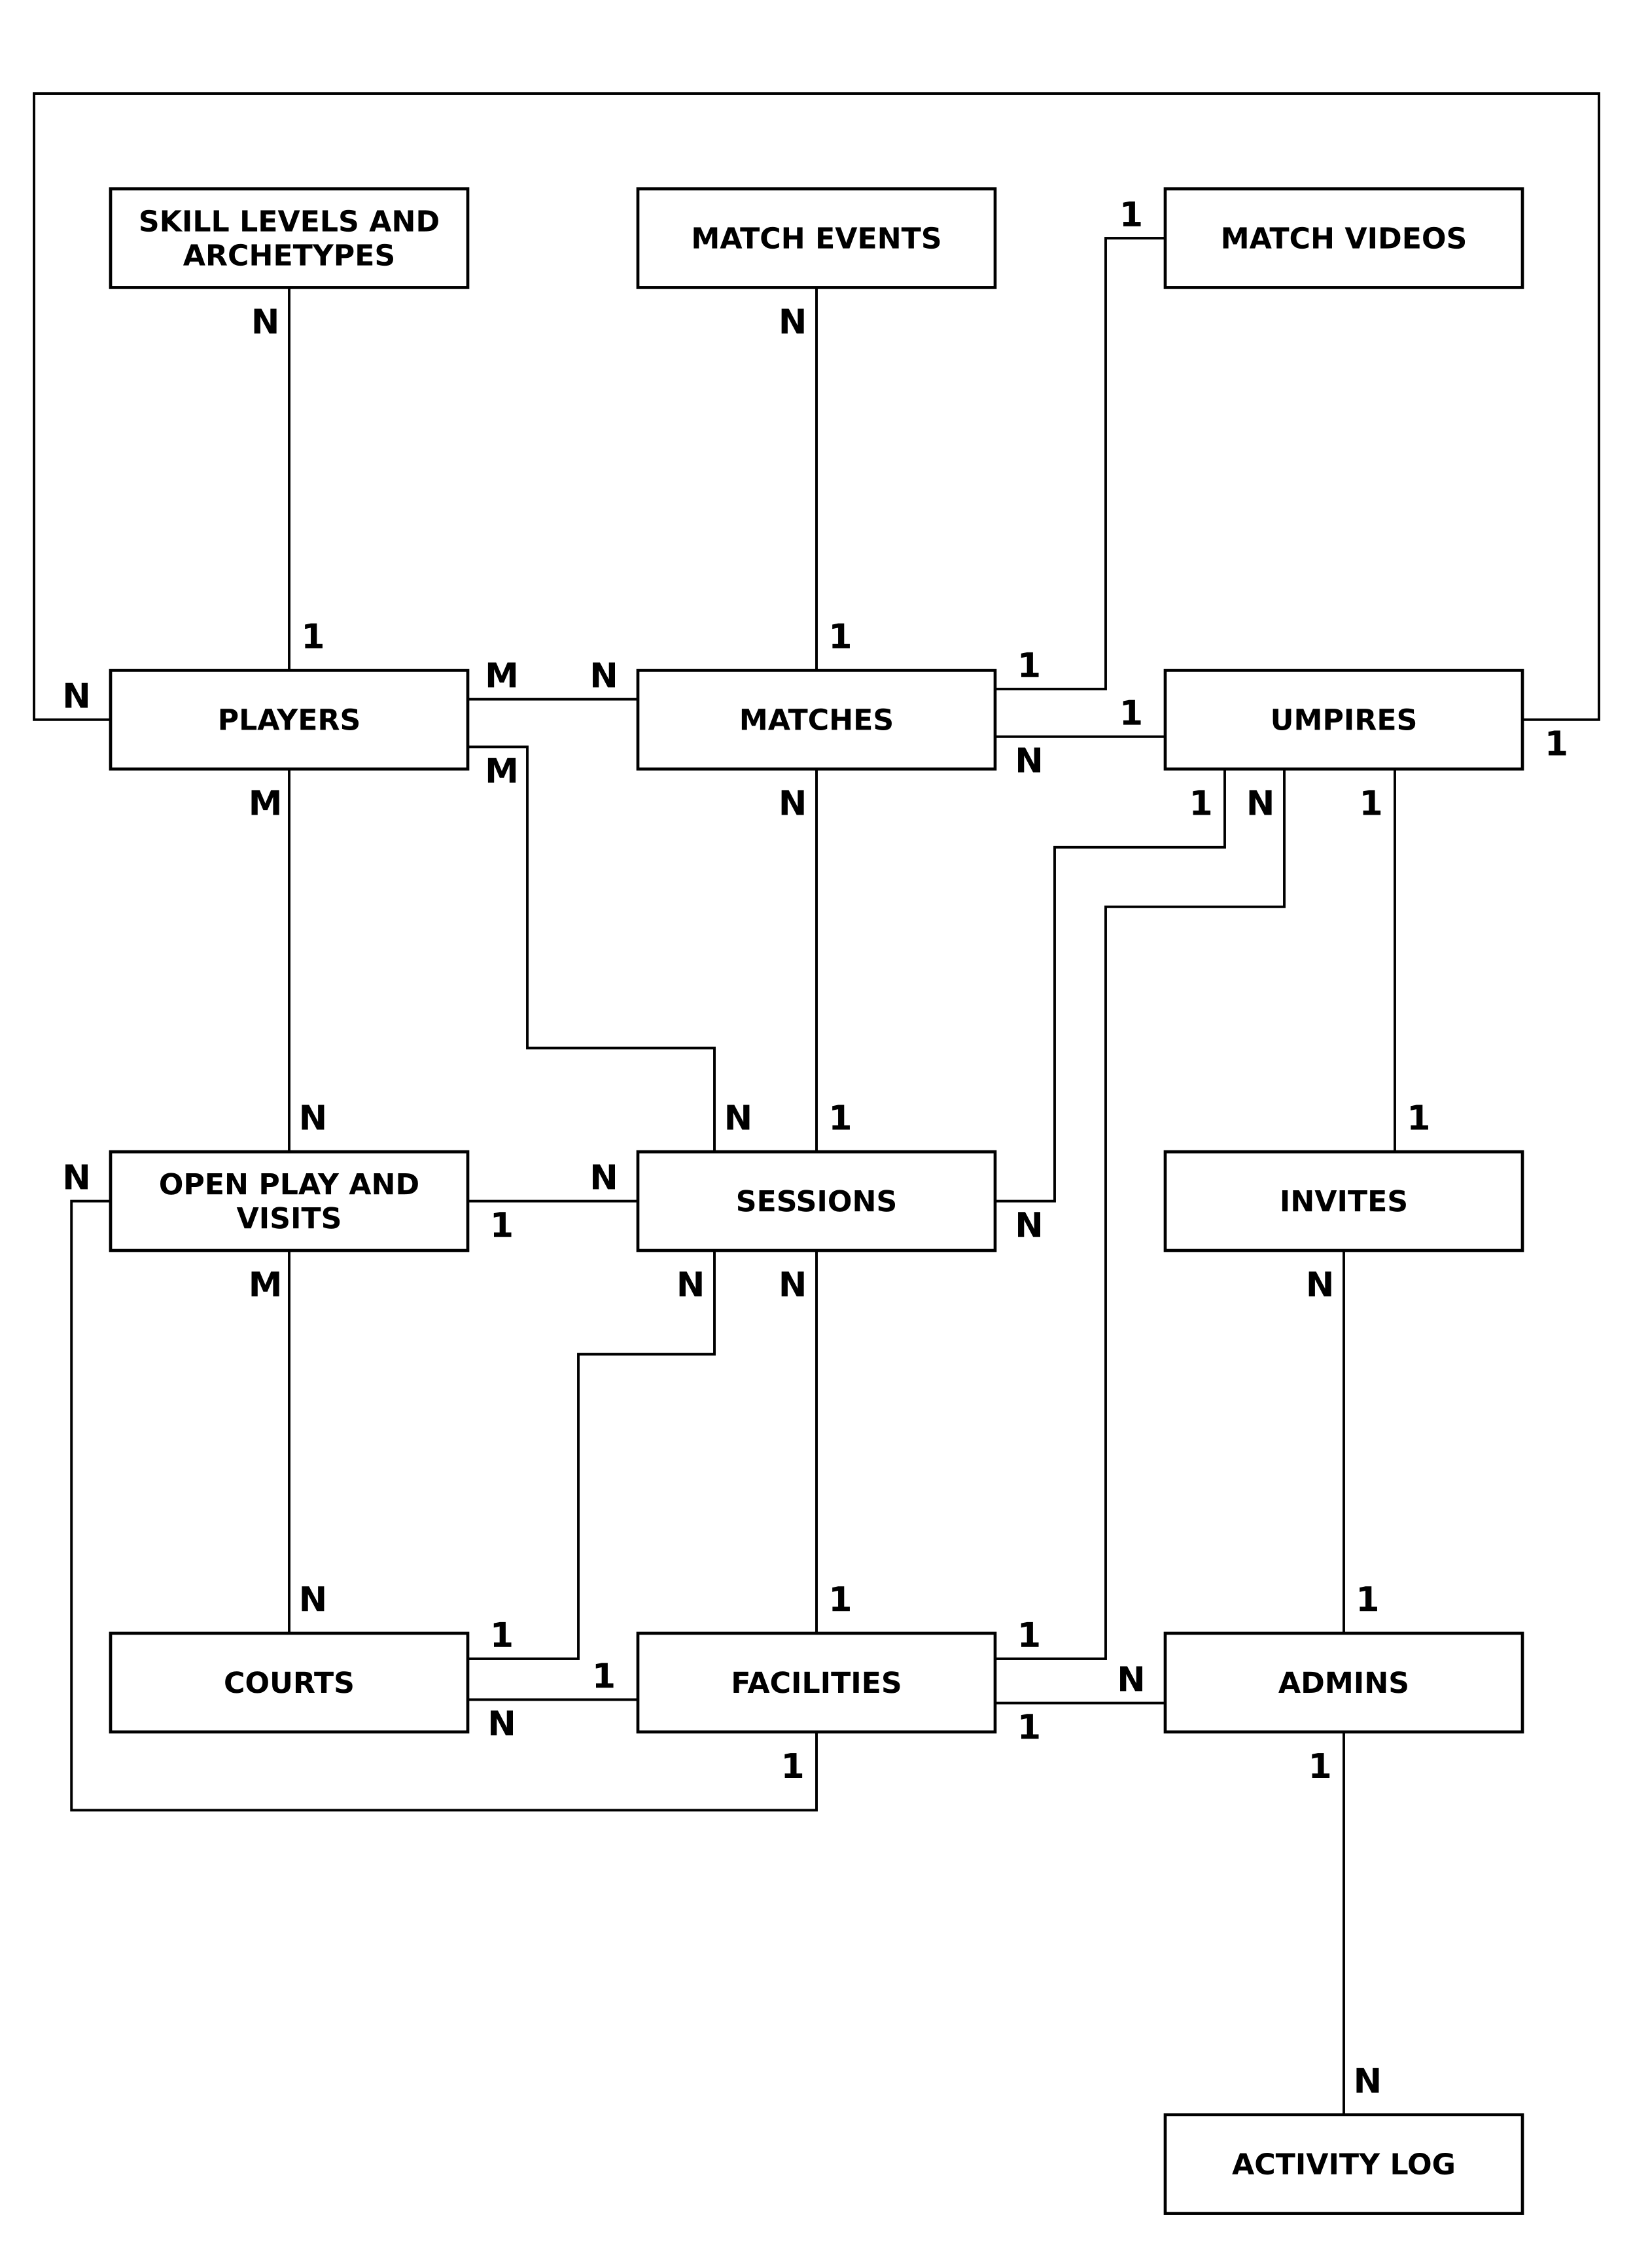 SKILL LEVELS AND
ARCHETYPES
MATCH EVENTS
1
MATCH VIDEOS
N
N
1
1
N
PLAYERS
M
N
MATCHES
1
1
UMPIRES
1
M
N
M
N
1
N
1
N
N
1
1
N
OPEN PLAY AND
VISITS
N
1
SESSIONS
N
INVITES
M
N
N
N
N
1
1
COURTS
1
1
N
FACILITIES
1
N
1
ADMINS
1
1
N
ACTIVITY LOG